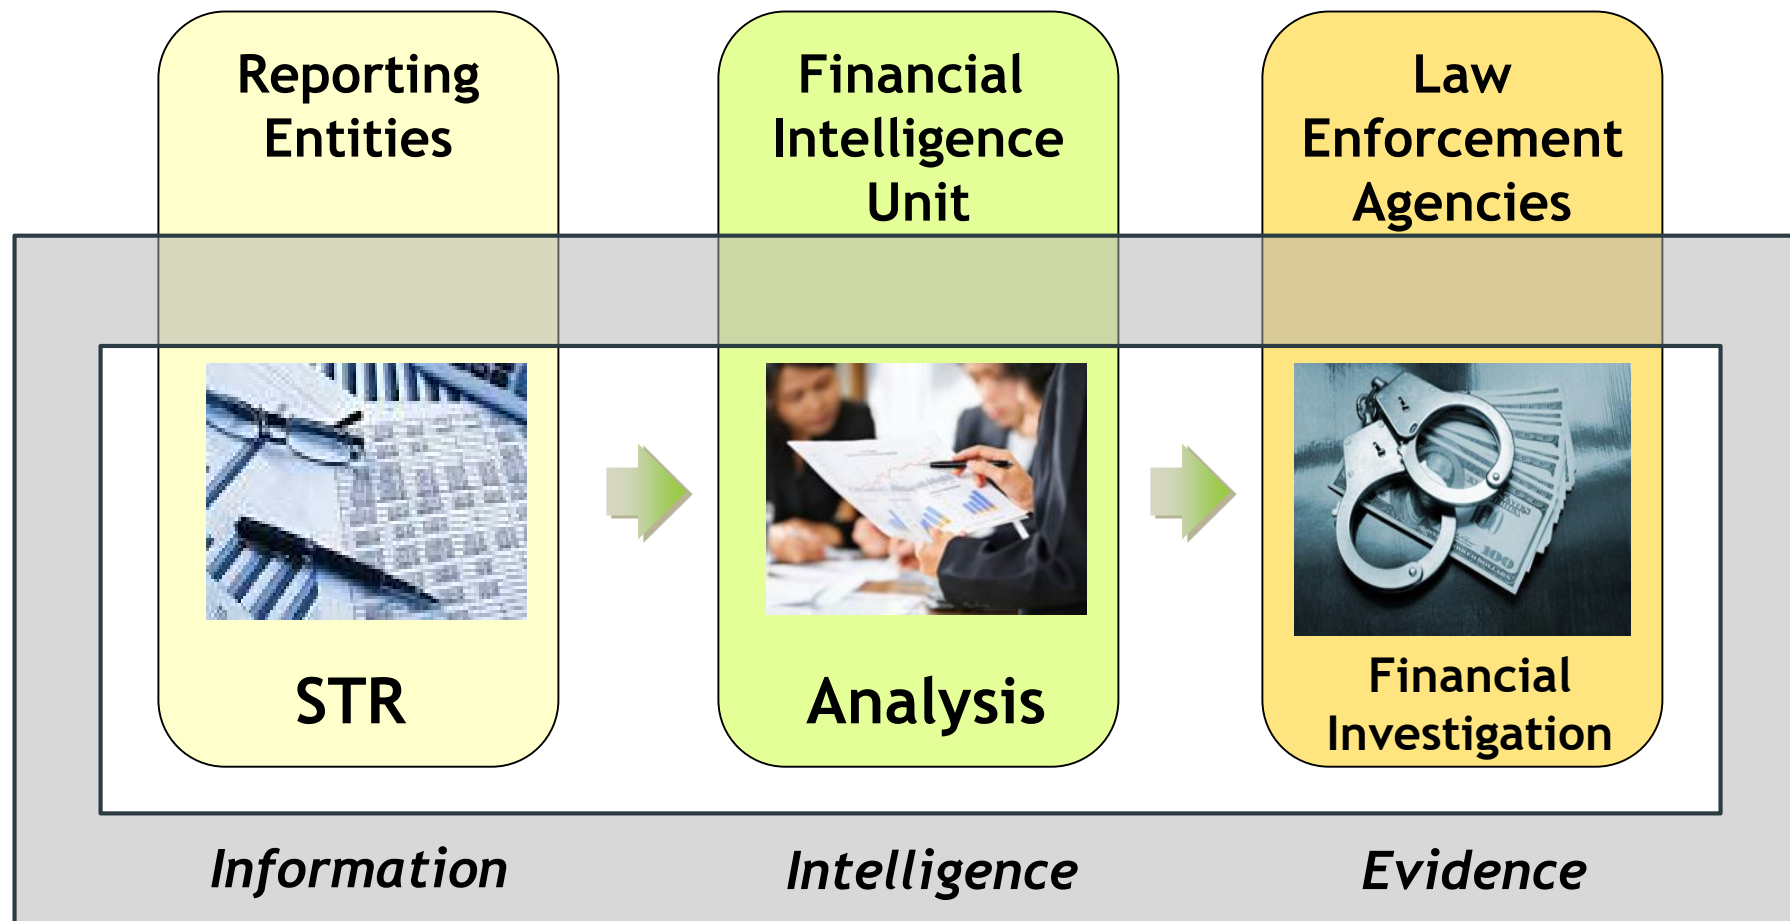 Reporting
Entities
Financial
Intelligence
Unit
Law
Enforcement
Agencies
STR
Analysis
Financial
Investigation
Information
Intelligence
Evidence